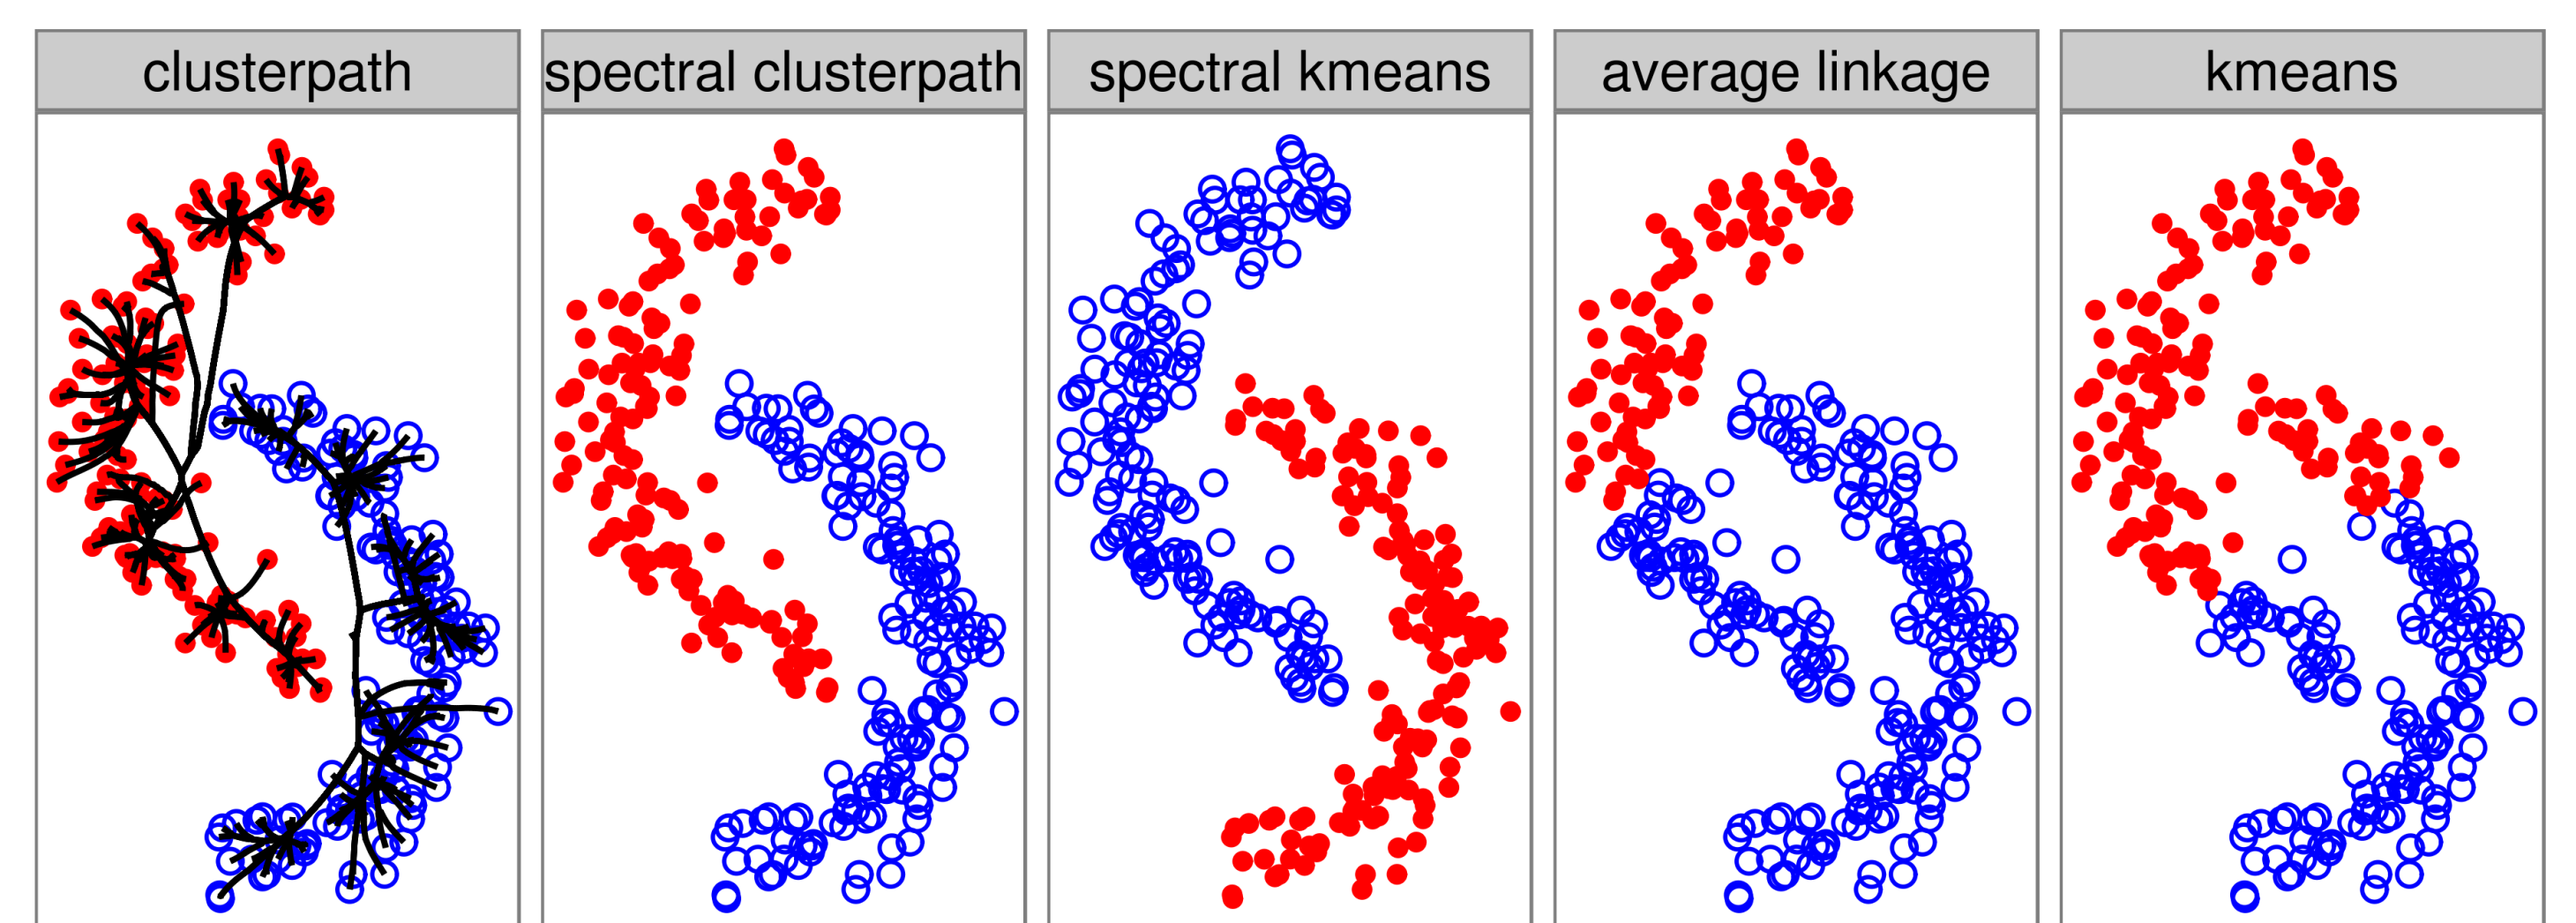 clusterpath
spectral clusterpath
spectral kmeans
average linkage
kmeans